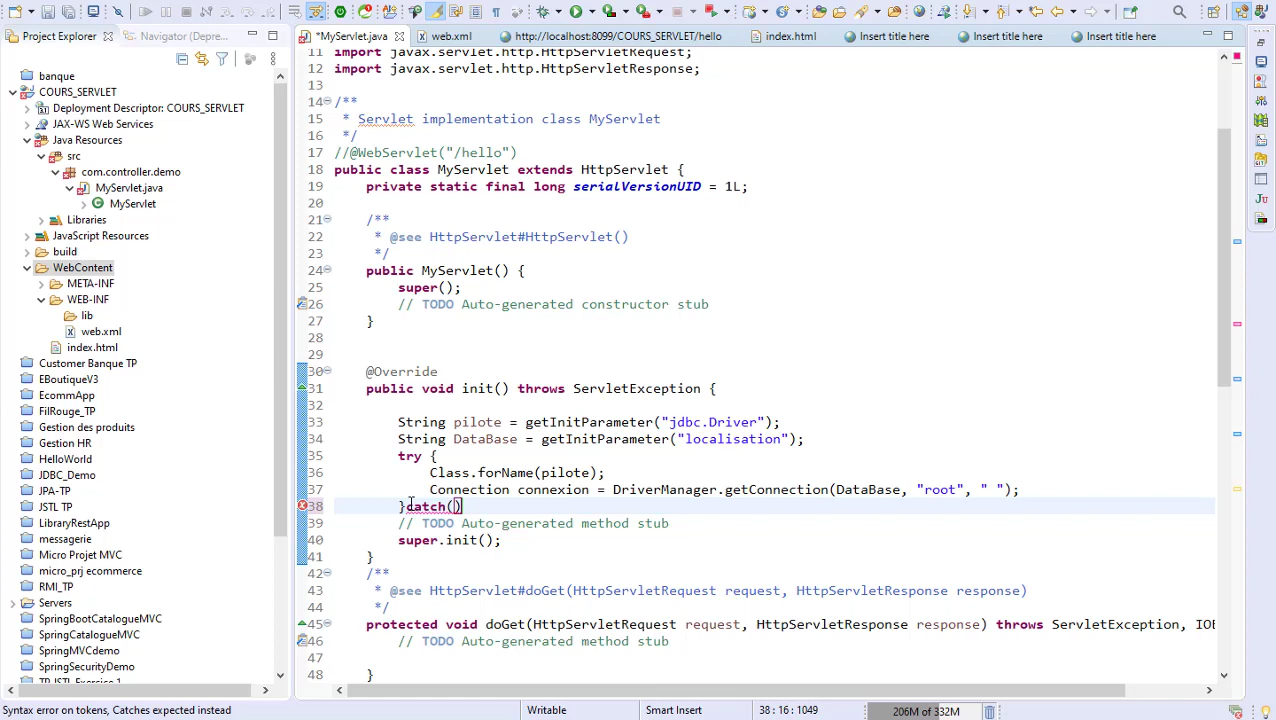 Project Explorer
Navigator (Depre...
*MyServlet.java
web.xml
http://localhost:8099/COURS_SERVLET/hello
index.html
Insert title here
Insert title here
Insert title here
banque
COURS_SERVLET
Deployment Descriptor: COURS_SERVLET
JAX-WS Web Services
Java Resources
src
com.controller.demo
MyServlet.java
MyServlet
Libraries
JavaScript Resources
build
WebContent
META-INF
WEB-INF
lib
web.xml
index.html
Customer Banque TP
EBoutiqueV3
EcommApp
FilRouge_TP
Gestion des produits
Gestion HR
HelloWorld
JDBC_Demo
JPA-TP
JSTL TP
LibraryRestApp
messagerie
Micro Projet MVC
micro_prj ecommerce
RMI_TP
Servers
SpringBootCatalogueMVC
SpringCatalogueMVC
SpringMVCdemo
SpringSecurityDemo
TP JSTL Exercice 1
11 import javax.servlet.http.HttpServletRequest;
12 import javax.servlet.http.HttpServletResponse;
13
14 /**
15 * Servlet implementation class MyServlet
16 */
17 //@WebServlet("/hello")
18 public class MyServlet extends HttpServlet {
19 private static final long serialVersionUID = 1L;
20
21 /**
22 * @see HttpServlet#HttpServlet()
23 */
24 public MyServlet() {
25 super();
26 // TODO Auto-generated constructor stub
27 }
28
29
30 @Override
31 public void init() throws ServletException {
32
33 String pilote = getInitParameter("jdbc.Driver");
34 String DataBase = getInitParameter("localisation");
35 try {
36 Class.forName(pilote);
37 Connection connexion = DriverManager.getConnection(DataBase, "root", " ");
38 }catch()
39 // TODO Auto-generated method stub
40 super.init();
41 }
42 /**
43 * @see HttpServlet#doGet(HttpServletRequest request, HttpServletResponse response)
44 */
45 protected void doGet(HttpServletRequest request, HttpServletResponse response) throws ServletException, IOE
46 // TODO Auto-generated method stub
47
48 }
Syntax error on tokens, Catches expected instead
Writable
Smart Insert
38 : 16 : 1049
206M of 332M